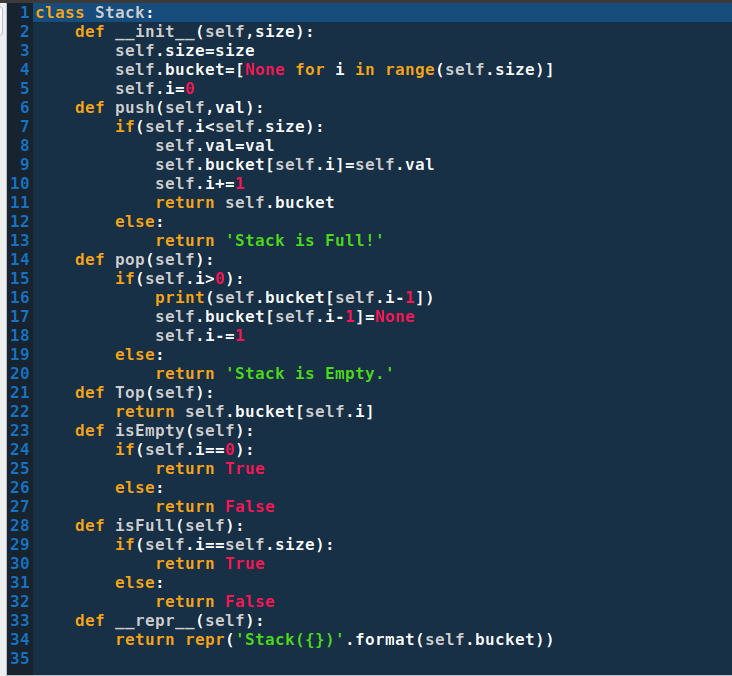 1 class Stack:
2     def __init__(self,size):
3         self.size=size
4         self.bucket=[None for i in range(self.size)]
5         self.i=0
6     def push(self,val):
7         if(self.i<self.size):
8             self.val=val
9             self.bucket[self.i]=self.val
10             self.i+=1
11             return self.bucket
12         else:
13             return 'Stack is Full!'
14     def pop(self):
15         if(self.i>0):
16             print(self.bucket[self.i-1])
17             self.bucket[self.i-1]=None
18             self.i-=1
19         else:
20             return 'Stack is Empty.'
21     def Top(self):
22         return self.bucket[self.i]
23     def isEmpty(self):
24         if(self.i==0):
25             return True
26         else:
27             return False
28     def isFull(self):
29         if(self.i==self.size):
30             return True
31         else:
32             return False
33     def __repr__(self):
34         return repr('Stack({})'.format(self.bucket))
35